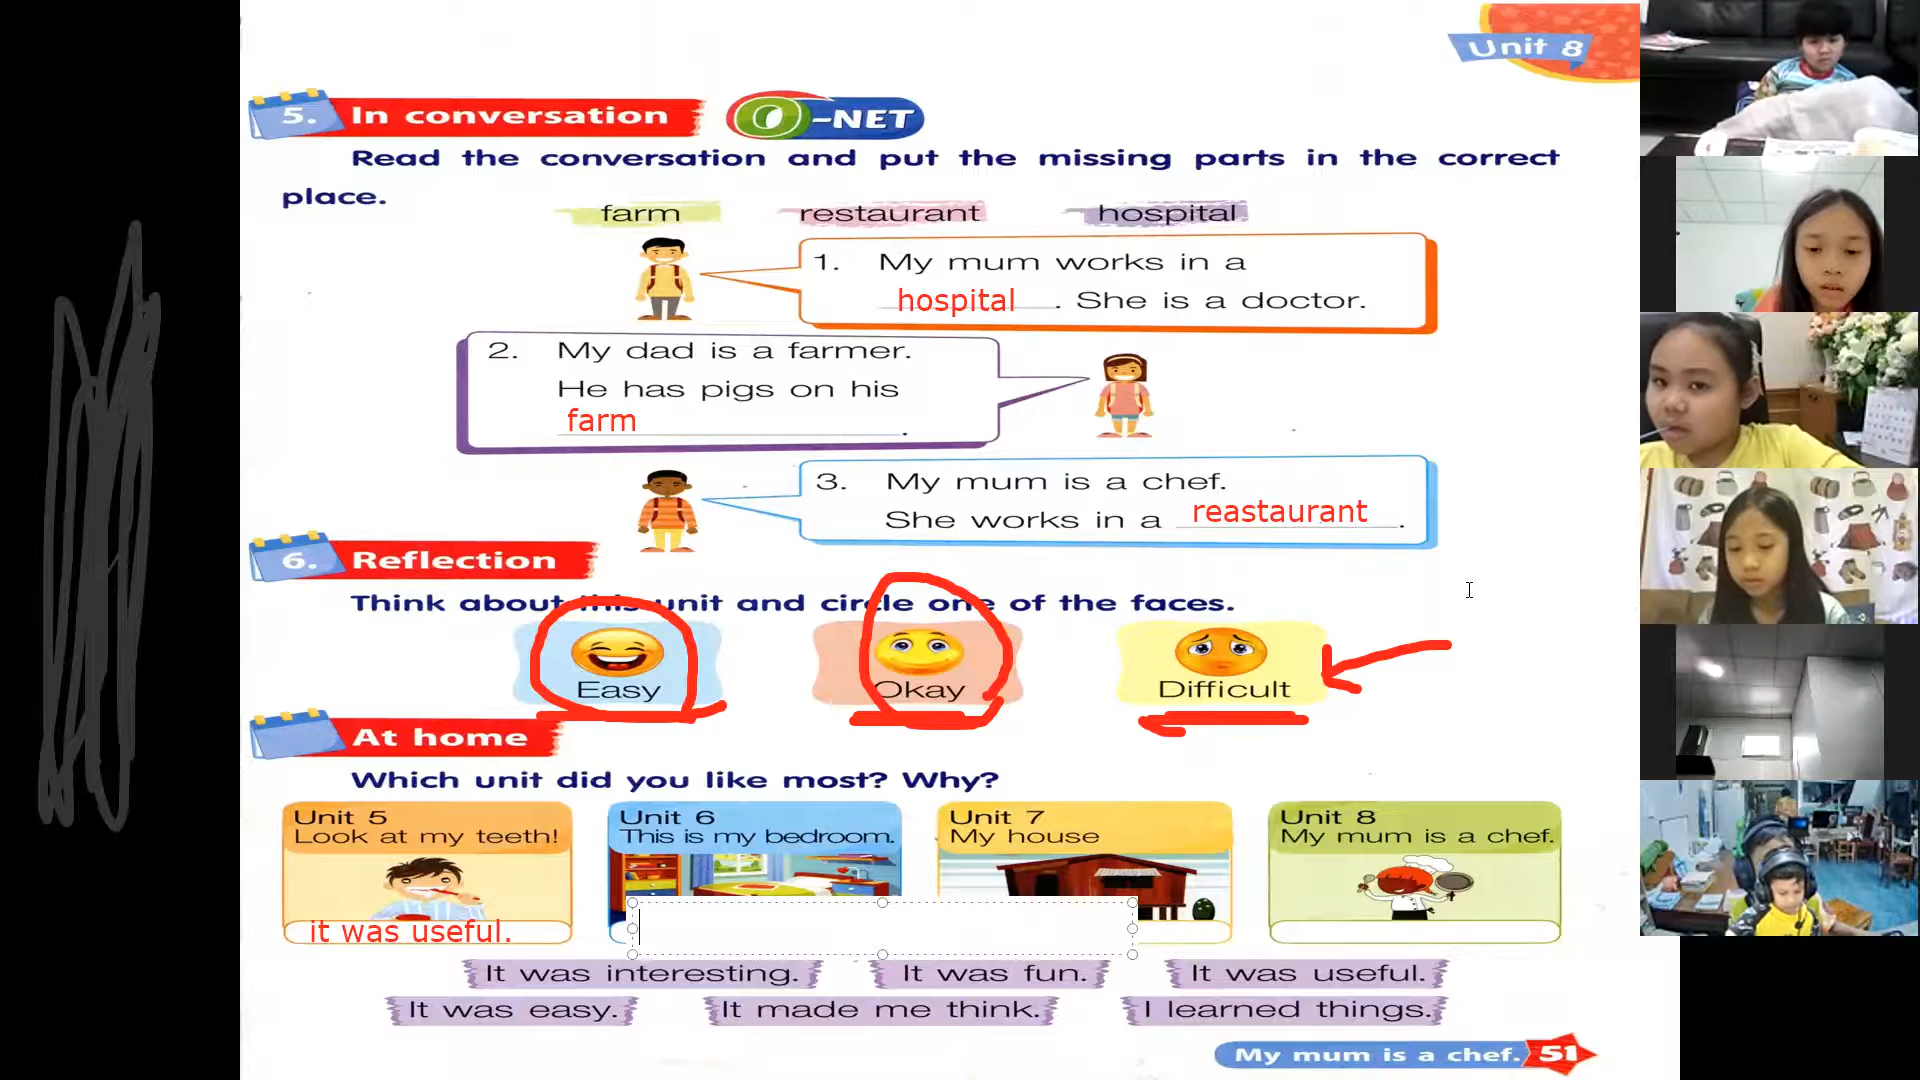 Unit 8
5. In conversation O-NET
Read the conversation and put the missing parts in the correct
place.
farm restaurant hospital
1. My mum works in a
hospital . She is a doctor.
2. My dad is a farmer.
He has pigs on his
farm .
3. My mum is a chef.
She works in a reastaurant .
6. Reflection
Think about this unit and circle one of the faces.
Easy Okay Difficult
At home
Which unit did you like most? Why?
Unit 5
Look at my teeth!
it was useful.
Unit 6
This is my bedroom.
Unit 7
My house
Unit 8
My mum is a chef.
It was interesting. It was fun. It was useful.
It was easy. It made me think. I learned things.
My mum is a chef. 51